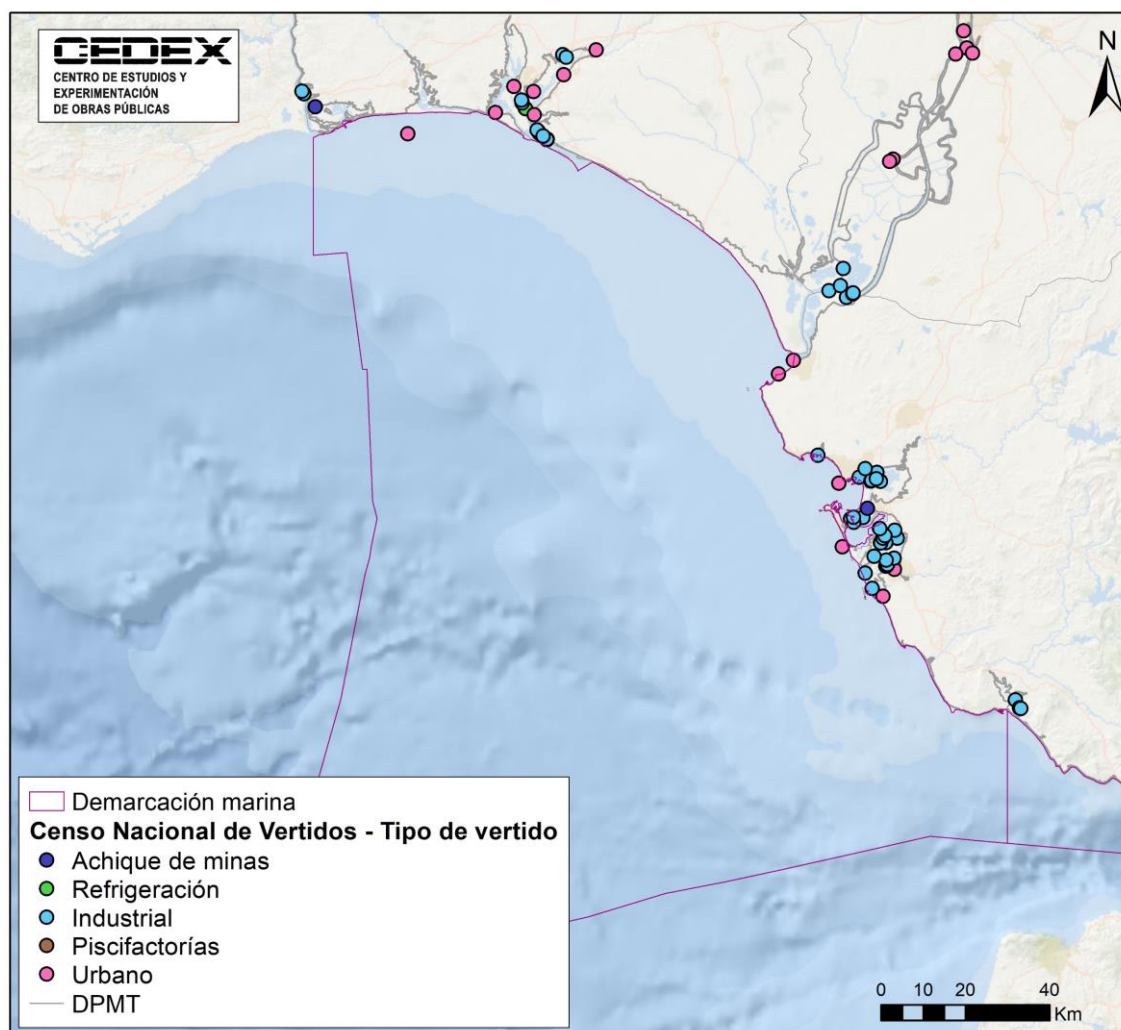 CEDEX
CENTRO DE ESTUDIOS Y
EXPERIMENTACIÓN
DE OBRAS PÚBLICAS
N
Demarcación marina
Censo Nacional de Vertidos - Tipo de vertido
Achique de minas
Refrigeración
Industrial
Piscifactorías
Urbano
DPMT
0 10 20 40
Km